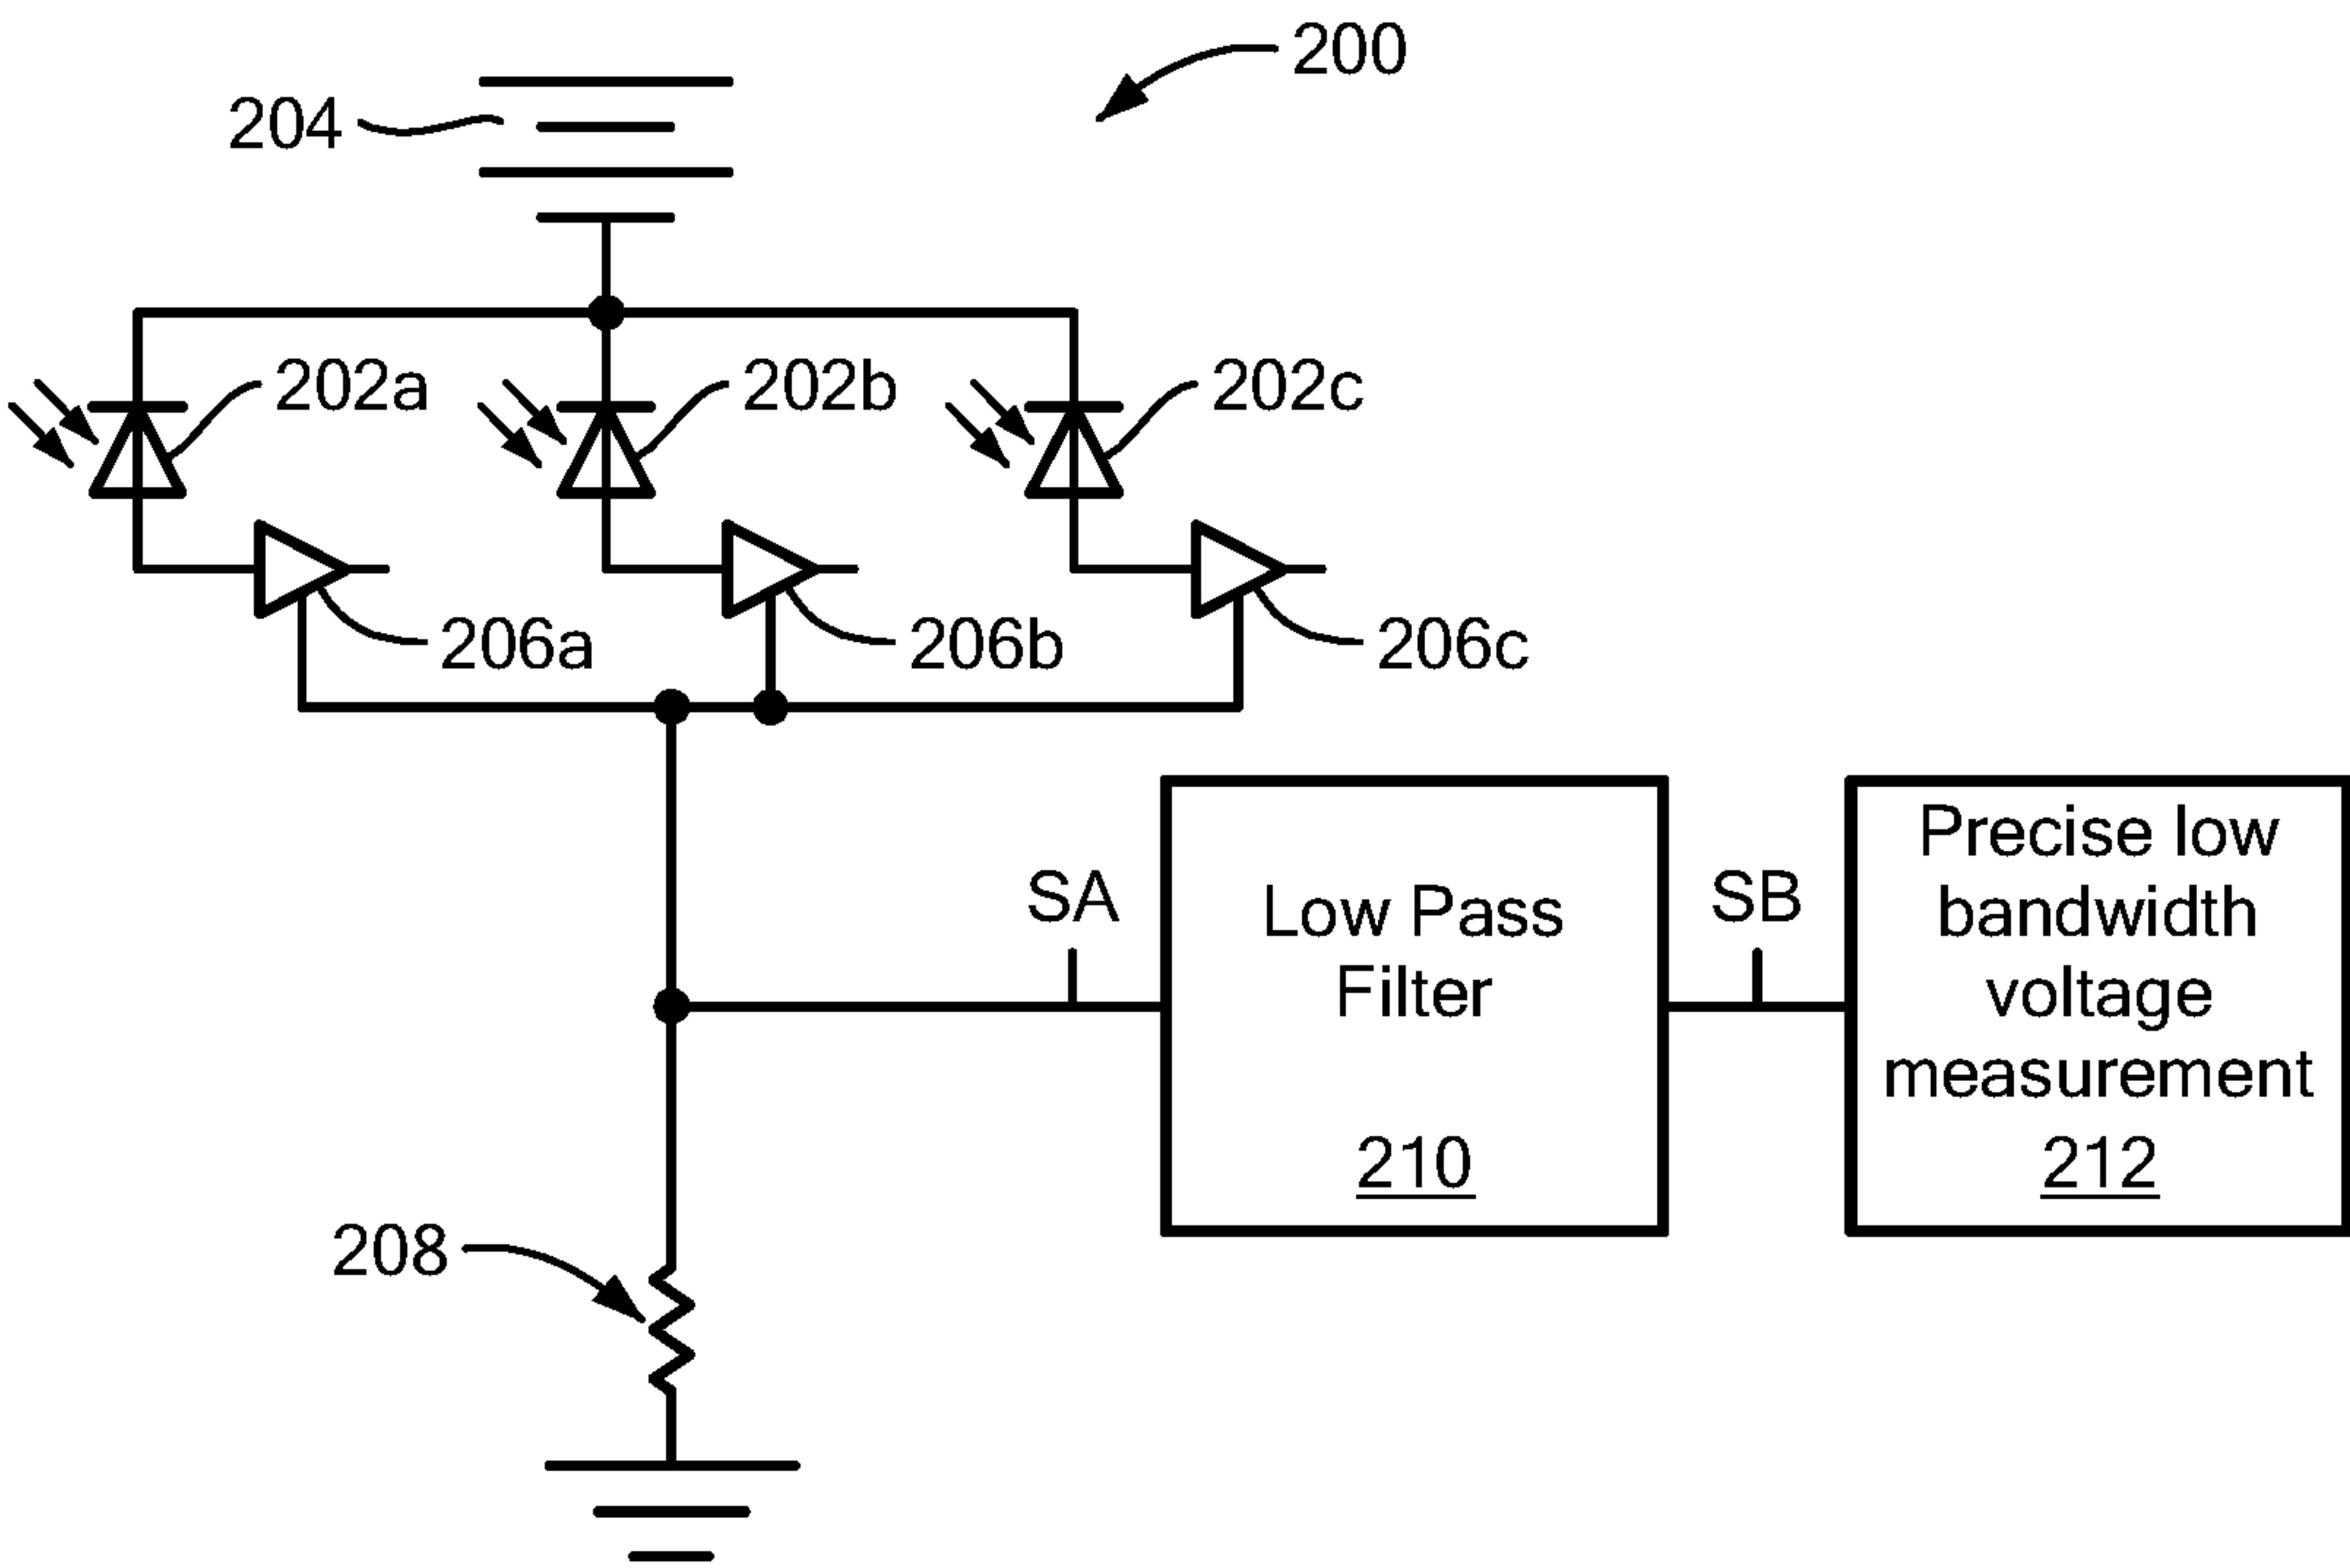 200
204
202a
202b
202c
206a
206b
206c
SA
Low Pass
Filter
210
SB
Precise low
bandwidth
voltage
measurement
212
208